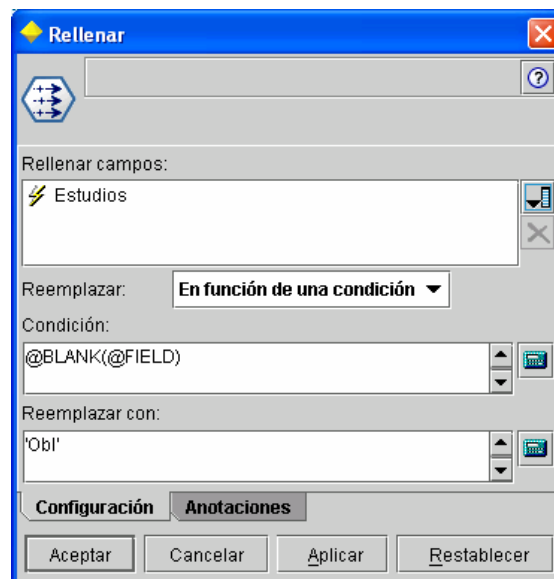 Rellenar
Rellenar campos:
Estudios
Reemplazar: En función de una condición
Condición:
@BLANK(@FIELD)
Reemplazar con:
'Obl'
Configuración Anotaciones
Aceptar Cancelar Aplicar Restablecer